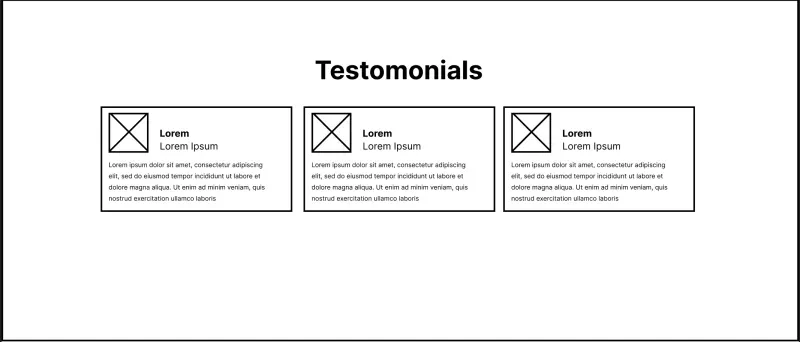 Testomonials
Lorem
Lorem Ipsum
Lorem ipsum dolor sit amet, consectetur adipiscing
elit, sed do eiusmod tempor incididunt ut labore et
dolore magna aliqua. Ut enim ad minim veniam, quis
nostrud exercitation ullamco laboris
Lorem
Lorem Ipsum
Lorem ipsum dolor sit amet, consectetur adipiscing
elit, sed do eiusmod tempor incididunt ut labore et
dolore magna aliqua. Ut enim ad minim veniam, quis
nostrud exercitation ullamco laboris
Lorem
Lorem Ipsum
Lorem ipsum dolor sit amet, consectetur adipiscing
elit, sed do eiusmod tempor incididunt ut labore et
dolore magna aliqua. Ut enim ad minim veniam, quis
nostrud exercitation ullamco laboris